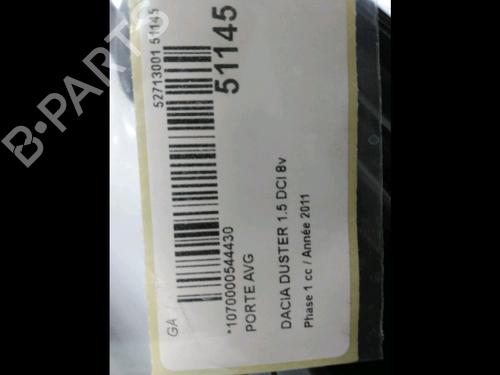 52713001 51145
51145
GA
*1070000544430
PORTE AVG
DACIA DUSTER 1.5 DCI 8v
Phase 1 cc / Année 2011
B-PARTS